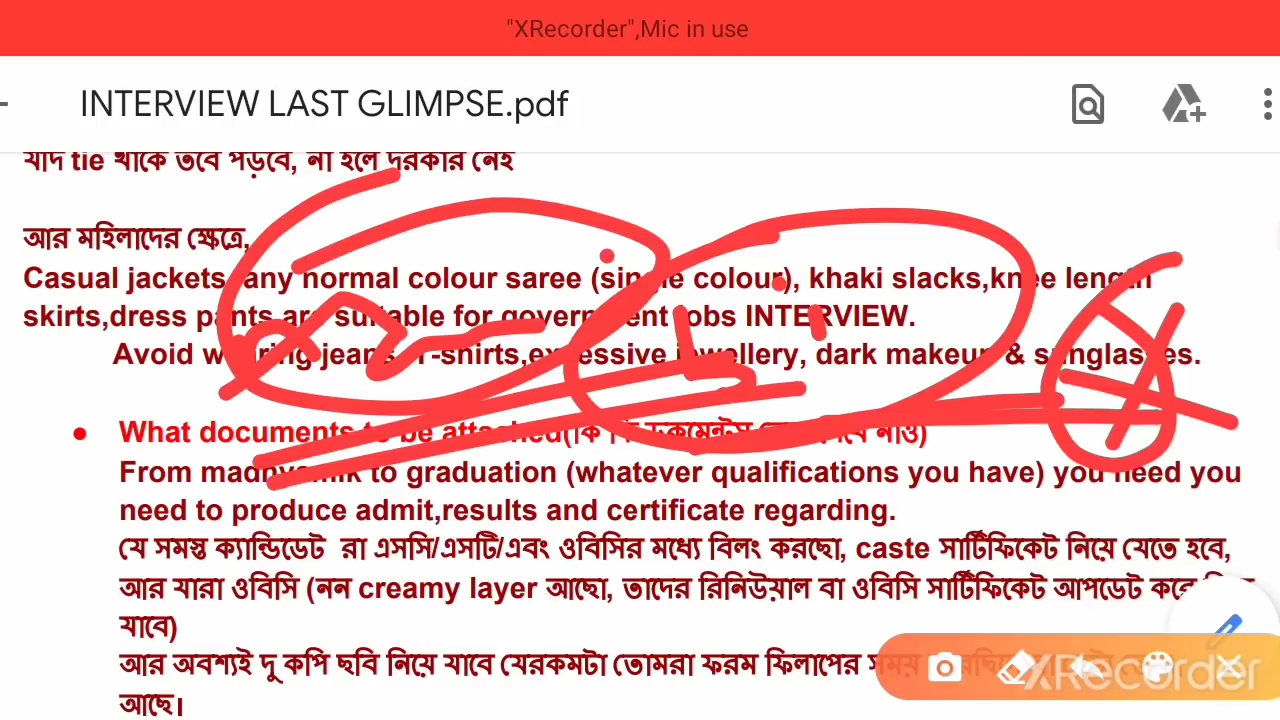 "XRecorder",Mic in use
INTERVIEW LAST GLIMPSE.pdf
যদি tie থাকে তবে পড়বে, না হলে দরকার নেই
আর মহিলাদের ক্ষেত্রে,
Casual jackets, any normal colour saree (single colour), khaki slacks,knee length
skirts,dress pants are suitable for government jobs INTERVIEW.
Avoid wearing jeans,T-shirts,excessive jewellery, dark makeup & sunglasses.
● What documents to be attached(কি কি ডকুমেন্টস নাও)
From madhyamik to graduation (whatever qualifications you have) you need you
need to produce admit,results and certificate regarding.
যে সমস্ত ক্যান্ডিডেট রা এসসি/এসটি/এবং ওবিসির মধ্যে বিলং করছো, caste সার্টিফিকেট নিয়ে যেতে হবে,
আর যারা ওবিসি (নন creamy layer আছো, তাদের রিনিউয়াল বা ওবিসি সার্টিফিকেট আপডেট করে
যাবে)
আর অবশ্যই দু কপি ছবি নিয়ে যাবে যেরকমটা তোমরা ফরম ফিলাপের সময়
আছে।
XRecorder